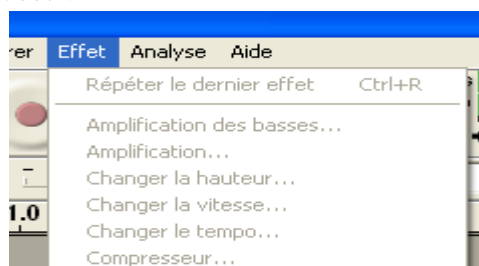 rer Effet Analyse Aide
Répéter le dernier effet Ctrl+R
Amplification des basses...
Amplification...
Changer la hauteur...
Changer la vitesse...
1.0
Changer le tempo...
Compresseur...